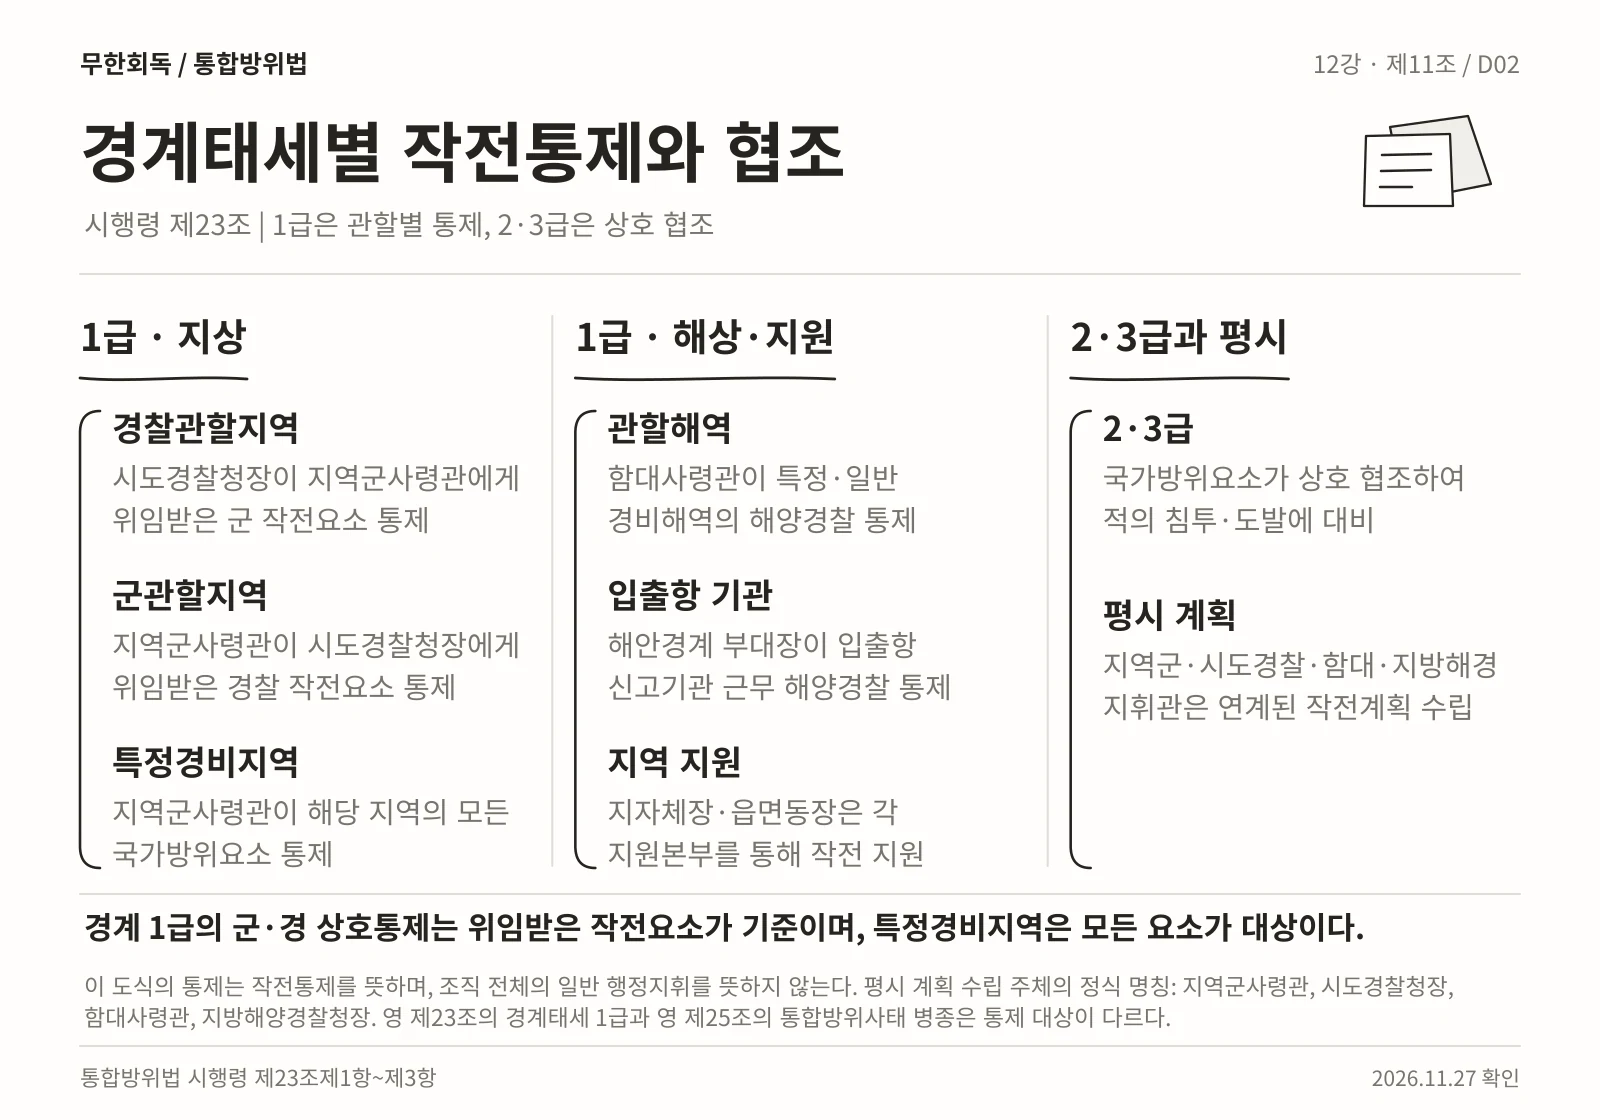 무한회독 / 통합방위법
12강 · 제11조 / D02
경계태세별 작전통제와 협조
시행령 제23조 | 1급은 관할별 통제, 2·3급은 상호 협조
1급 · 지상
경찰관할지역
시도경찰청장이 지역군사령관에게
위임받은 군 작전요소 통제
군관할지역
지역군사령관이 시도경찰청장에게
위임받은 경찰 작전요소 통제
특정경비지역
지역군사령관이 해당 지역의 모든
국가방위요소 통제
1급 · 해상·지원
관할해역
함대사령관이 특정·일반
경비해역의 해양경찰 통제
입출항 기관
해안경계 부대장이 입출항
신고기관 근무 해양경찰 통제
지역 지원
지자체장·읍면동장은 각
지원본부를 통해 작전 지원
2·3급과 평시
2·3급
국가방위요소가 상호 협조하여
적의 침투·도발에 대비
평시 계획
지역군·시도경찰·함대·지방해경
지휘관은 연계된 작전계획 수립
경계 1급의 군·경 상호통제는 위임받은 작전요소가 기준이며, 특정경비지역은 모든 요소가 대상이다.
이 도식의 통제는 작전통제를 뜻하며, 조직 전체의 일반 행정지휘를 뜻하지 않는다. 평시 계획 수립 주체의 정식 명칭: 지역군사령관, 시도경찰청장,
함대사령관, 지방해양경찰청장. 영 제23조의 경계태세 1급과 영 제25조의 통합방위사태 병종은 통제 대상이 다르다.
통합방위법 시행령 제23조제1항~제3항
2026.11.27 확인